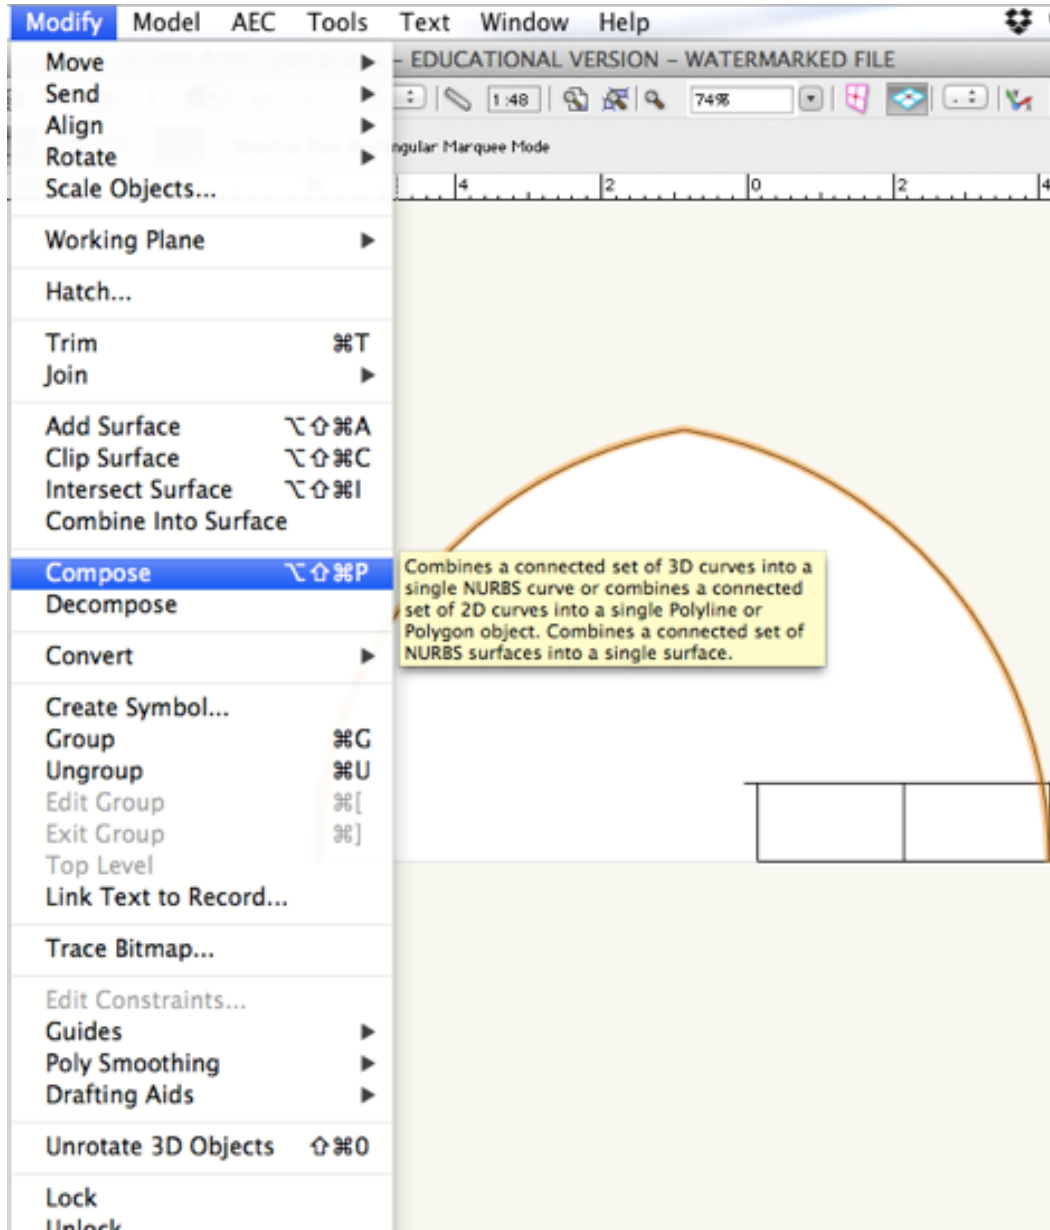 Modify Model AEC Tools Text Window Help
– EDUCATIONAL VERSION – WATERMARKED FILE
Move ▶
Send ▶
1:48 74%
Align ▶
ngular Marquee Mode
Rotate ▶
Scale Objects...
4 2 0 2 4
Working Plane ▶
Hatch...
Trim ⌘T
Join ▶
Add Surface ⌥⇧⌘A
Clip Surface ⌥⇧⌘C
Intersect Surface ⌥⇧⌘I
Combine Into Surface
Compose ⌥⇧⌘P
Decompose
Combines a connected set of 3D curves into a
single NURBS curve or combines a connected
set of 2D curves into a single Polyline or
Polygon object. Combines a connected set of
NURBS surfaces into a single surface.
Convert ▶
Create Symbol...
Group ⌘G
Ungroup ⌘U
Edit Group ⌘[
Exit Group ⌘]
Top Level
Link Text to Record...
Trace Bitmap...
Edit Constraints...
Guides ▶
Poly Smoothing ▶
Drafting Aids ▶
Unrotate 3D Objects ⇧⌘0
Lock
Unlock